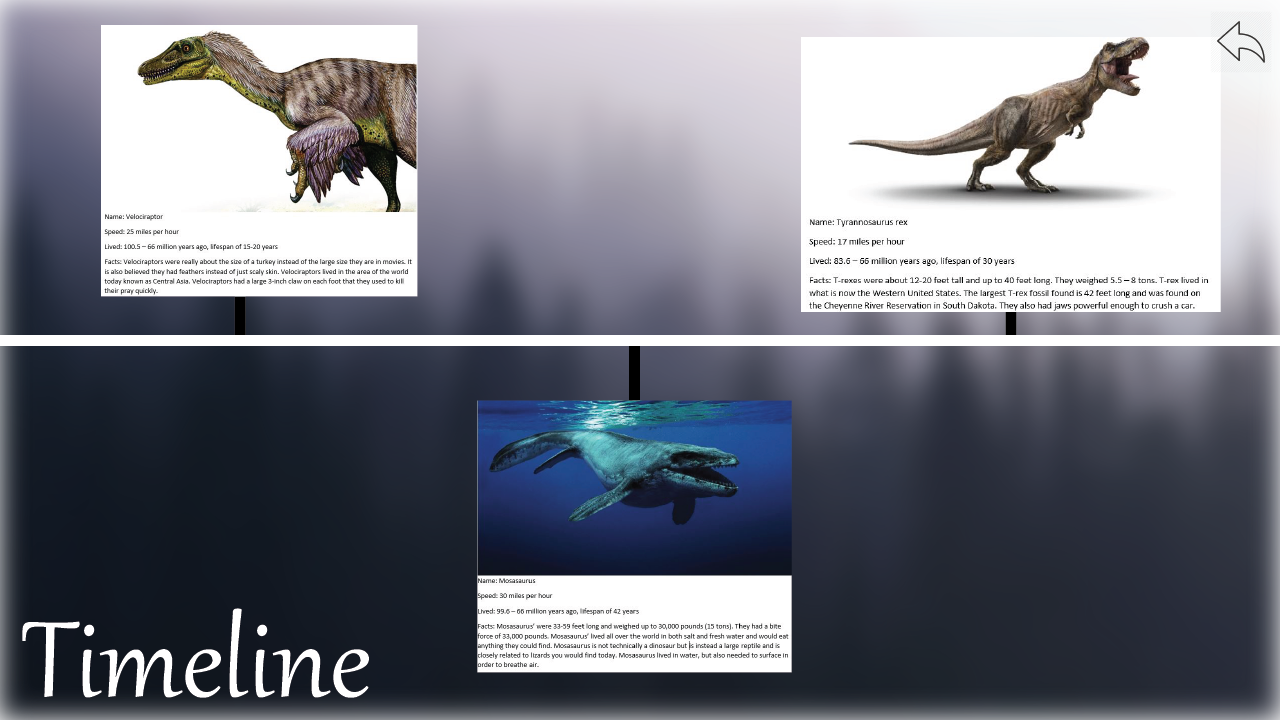 Name: Velociraptor
Speed: 25 miles per hour
Lived: 100.5 – 66 million years ago, lifespan of 15-20 years
Facts: Velociraptors were really about the size of a turkey instead of the large size they are in movies. It
is also believed they had feathers instead of just scaly skin. Velociraptors lived in the area of the world
today known as Central Asia. Velociraptors had a large 3-inch claw on each foot that they used to kill
their pray quickly.
Name: Tyrannosaurus rex
Speed: 17 miles per hour
Lived: 83.6 – 66 million years ago, lifespan of 30 years
Facts: T-rexes were about 12-20 feet tall and up to 40 feet long. They weighed 5.5 – 8 tons. T-rex lived in
what is now the Western United States. The largest T-rex fossil found is 42 feet long and was found on
the Cheyenne River Reservation in South Dakota. They also had jaws powerful enough to crush a car.
Name: Mosasaurus
Speed: 30 miles per hour
Lived: 99.6 – 66 million years ago, lifespan of 42 years
Facts: Mosasaurus' were 33-59 feet long and weighed up to 30,000 pounds (15 tons). They had a bite
force of 33,000 pounds. Mosasaurus' lived all over the world in both salt and fresh water and would eat
anything they could find. Mosasaurus is not technically a dinosaur but is instead a large reptile and is
closely related to lizards you would find today. Mosasaurus lived in water, but also needed to surface in
order to breathe air.
Timeline